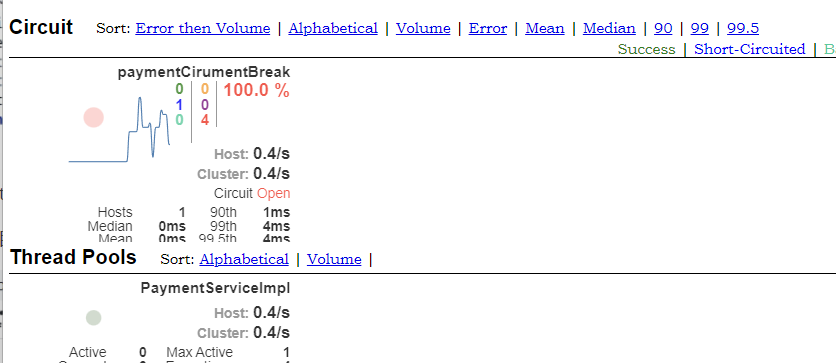 Circuit Sort: Error then Volume | Alphabetical | Volume | Error | Mean | Median | 90 | 99 | 99.5
Success | Short-Circuited |
paymentCirumentBreak
0 0 100.0 %
1 0
0 4
Host: 0.4/s
Cluster: 0.4/s
Circuit Open
Hosts 1 90th 1ms
Median 0ms 99th 4ms
Mean 0ms 99.5th 4ms
Thread Pools Sort: Alphabetical | Volume |
PaymentServiceImpl
Host: 0.4/s
Cluster: 0.4/s
Active 0 Max Active 1